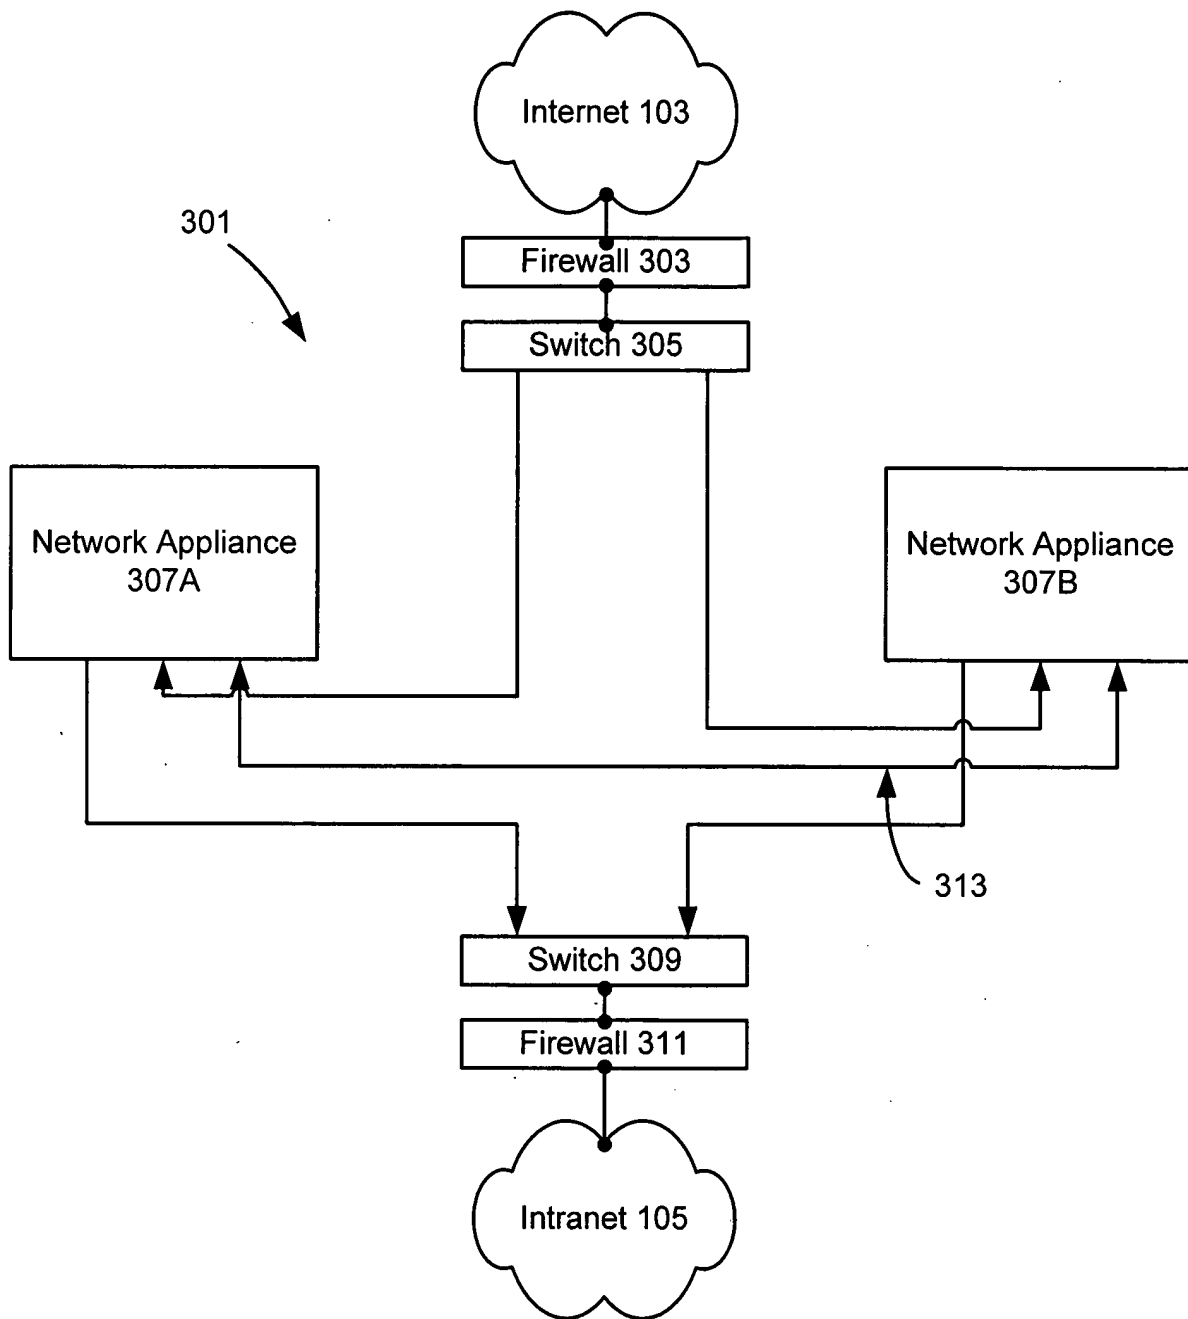 Internet 103
301
Firewall 303
Switch 305
Network Appliance
307A
Network Appliance
307B
313
Switch 309
Firewall 311
Intranet 105